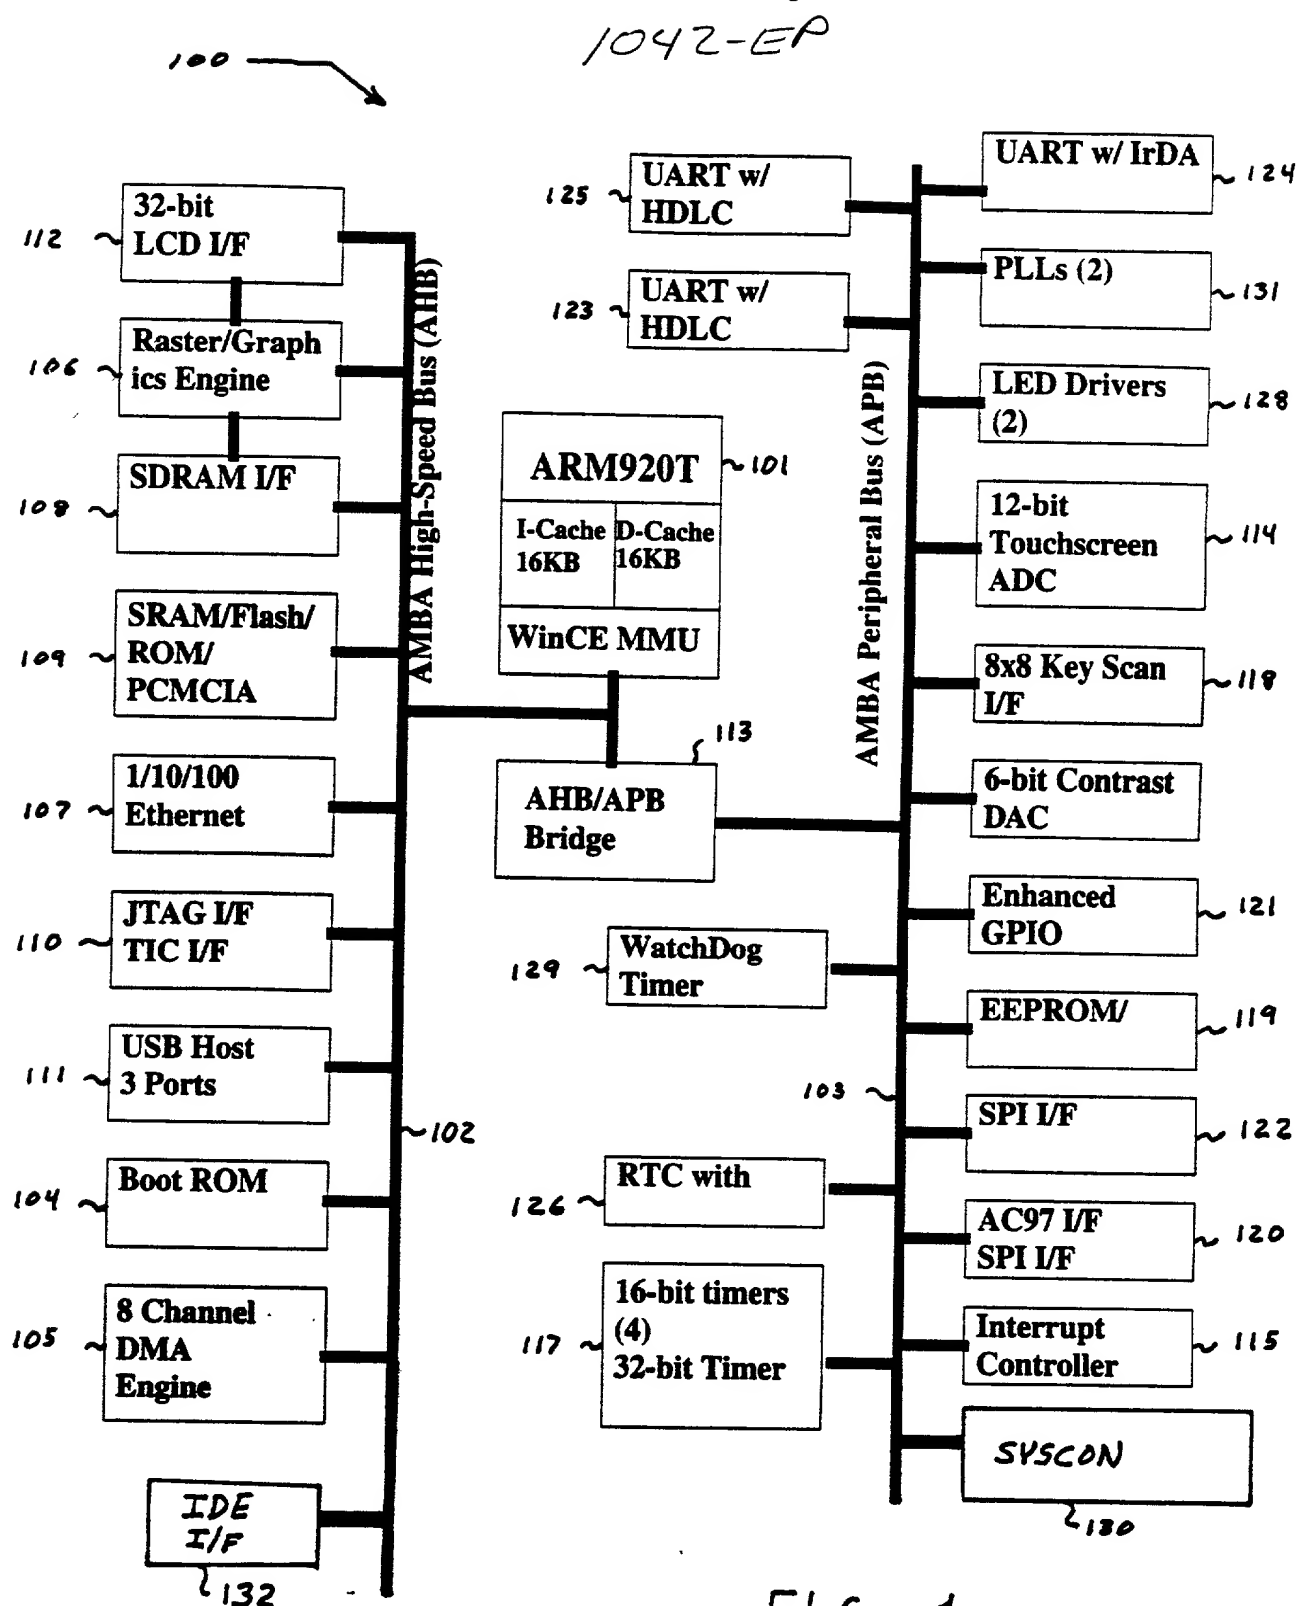 1042-EP
100
32-bit
LCD I/F
112
Raster/Graph
ics Engine
106
SDRAM I/F
108
SRAM/Flash/
ROM/
PCMCIA
109
1/10/100
Ethernet
107
JTAG I/F
TIC I/F
110
USB Host
3 Ports
111
Boot ROM
104
8 Channel
DMA
Engine
105
IDE
I/F
132
AMBA High-Speed Bus (AHB)
102
ARM920T
101
I-Cache
16KB
D-Cache
16KB
WinCE MMU
113
AHB/APB
Bridge
UART w/
HDLC
125
UART w/
HDLC
123
AMBA Peripheral Bus (APB)
103
WatchDog
Timer
129
RTC with
126
16-bit timers
(4)
32-bit Timer
117
UART w/ IrDA
124
PLLs (2)
131
LED Drivers
(2)
128
12-bit
Touchscreen
ADC
114
8x8 Key Scan
I/F
118
6-bit Contrast
DAC
Enhanced
GPIO
121
EEPROM/
119
SPI I/F
122
AC97 I/F
SPI I/F
120
Interrupt
Controller
115
SYSCON
130